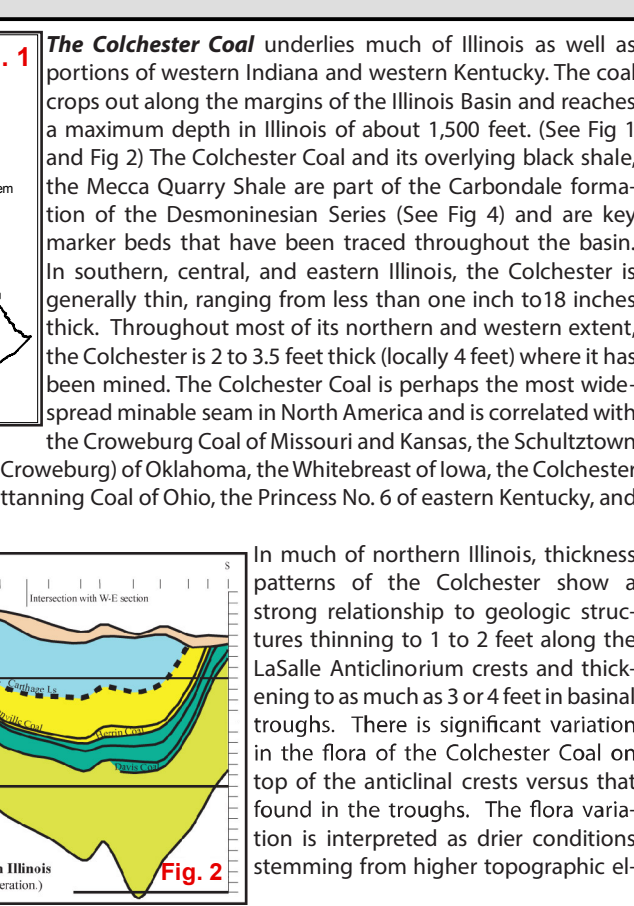 . 1
The Colchester Coal underlies much of Illinois as well as
portions of western Indiana and western Kentucky. The coal
crops out along the margins of the Illinois Basin and reaches
a maximum depth in Illinois of about 1,500 feet. (See Fig 1
and Fig 2) The Colchester Coal and its overlying black shale,
the Mecca Quarry Shale are part of the Carbondale forma-
tion of the Desmoninesian Series (See Fig 4) and are key
marker beds that have been traced throughout the basin.
In southern, central, and eastern Illinois, the Colchester is
generally thin, ranging from less than one inch to18 inches
thick. Throughout most of its northern and western extent,
the Colchester is 2 to 3.5 feet thick (locally 4 feet) where it has
been mined. The Colchester Coal is perhaps the most wide-
spread minable seam in North America and is correlated with
the Croweburg Coal of Missouri and Kansas, the Schultztown
Croweburg) of Oklahoma, the Whitebreast of Iowa, the Colchester
ttanning Coal of Ohio, the Princess No. 6 of eastern Kentucky, and
S
Intersection with W-E section
Carthage Ls
Coal
Herrin Coal
Davis Coal
Illinois
eration.)
Fig. 2
In much of northern Illinois, thickness
patterns of the Colchester show a
strong relationship to geologic struc-
tures thinning to 1 to 2 feet along the
LaSalle Anticlinorium crests and thick-
ening to as much as 3 or 4 feet in basinal
troughs. There is significant variation
in the flora of the Colchester Coal on
top of the anticlinal crests versus that
found in the troughs. The flora varia-
tion is interpreted as drier conditions
stemming from higher topographic el-